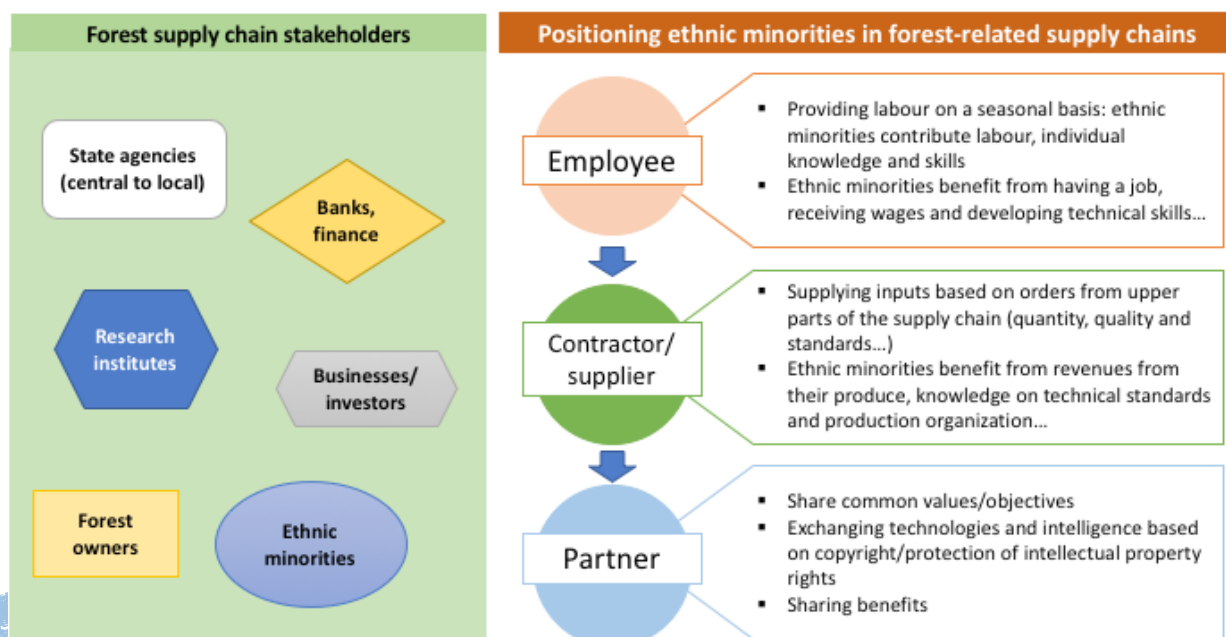 Forest supply chain stakeholders
State agencies
(central to local)
Banks,
finance
Research
institutes
Businesses/
investors
Forest
owners
Ethnic
minorities
Positioning ethnic minorities in forest-related supply chains
Employee
▪ Providing labour on a seasonal basis: ethnic
minorities contribute labour, individual
knowledge and skills
▪ Ethnic minorities benefit from having a job,
receiving wages and developing technical skills…
Contractor/
supplier
▪ Supplying inputs based on orders from upper
parts of the supply chain (quantity, quality and
standards…)
▪ Ethnic minorities benefit from revenues from
their produce, knowledge on technical standards
and production organization…
Partner
▪ Share common values/objectives
▪ Exchanging technologies and intelligence based
on copyright/protection of intellectual property
rights
▪ Sharing benefits